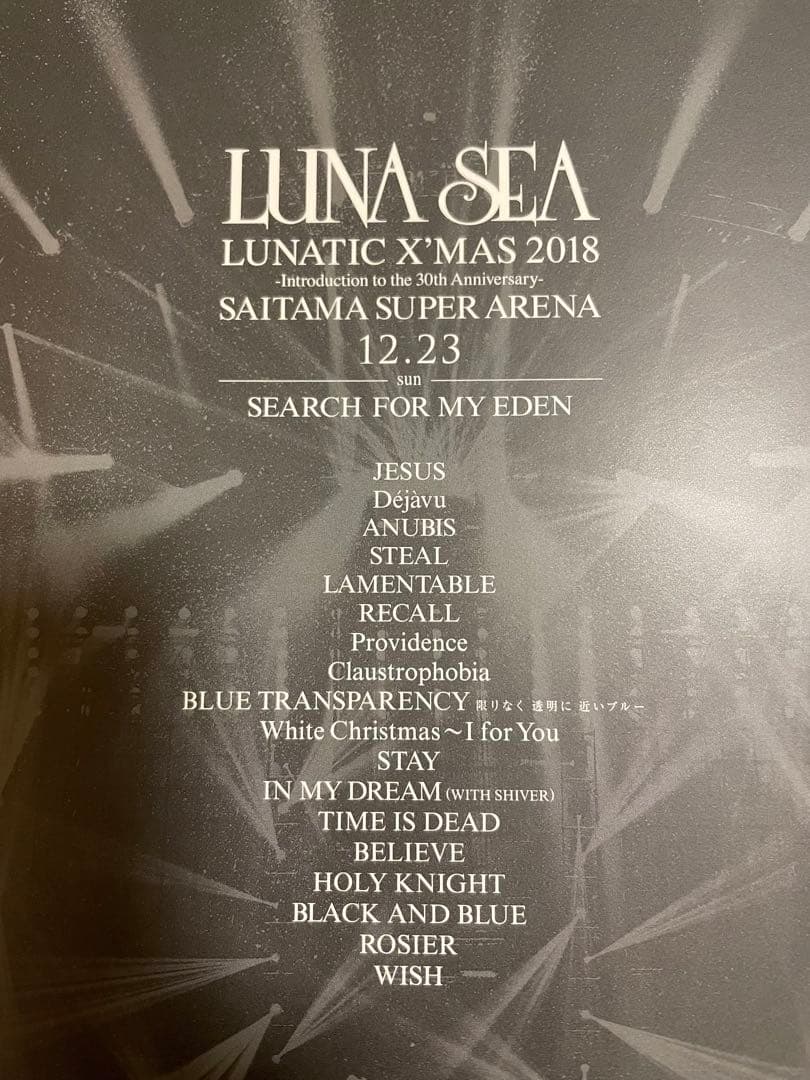 LUNA SEA
LUNATIC X'MAS 2018
-Introduction to the 30th Anniversary-
SAITAMA SUPER ARENA
12.23
sun
SEARCH FOR MY EDEN
JESUS
Déjàvu
ANUBIS
STEAL
LAMENTABLE
RECALL
Providence
Claustrophobia
BLUE TRANSPARENCY 限りなく 透明に 近いブルー
White Christmas～I for You
STAY
IN MY DREAM (WITH SHIVER)
TIME IS DEAD
BELIEVE
HOLY KNIGHT
BLACK AND BLUE
ROSIER
WISH